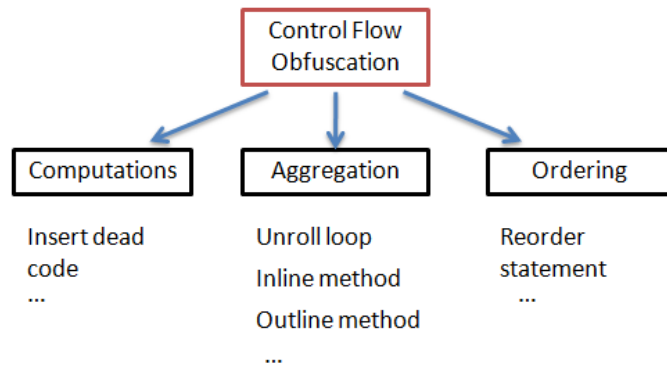 Control Flow
Obfuscation
Computations
Aggregation
Ordering
Insert dead
code
...
Unroll loop
Inline method
Outline method
...
Reorder
statement
...